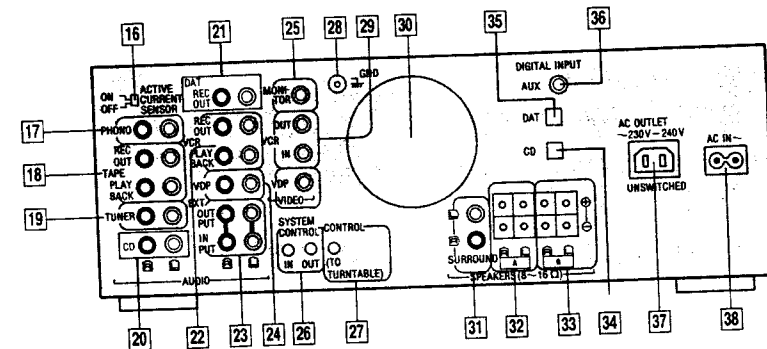 16
21
25
28
29
30
35
36
ON
OFF
ACTIVE
CURRENT
SENSOR
DAT
REC
OUT
MONI-
TOR
GRD
DIGITAL INPUT
AUX
17
PHONO
REC
OUT
VCR
OUT
VCR
DAT
AC OUTLET
~230V–240V
AC IN~
18
REC
OUT
TAPE
PLAY
BACK
PLAY
BACK
IN
CD
VDP
VDP
VIDEO
UNSWITCHED
19
TUNER
EXT
OUT
PUT
SYSTEM
CONTROL
CONTROL
CD
IN
PUT
IN OUT
(TO
TURNTABLE)
SURROUND
A
B
AUDIO
SPEAKERS (8~16Ω)
20
22
23
24
26
27
31
32
33
34
37
38